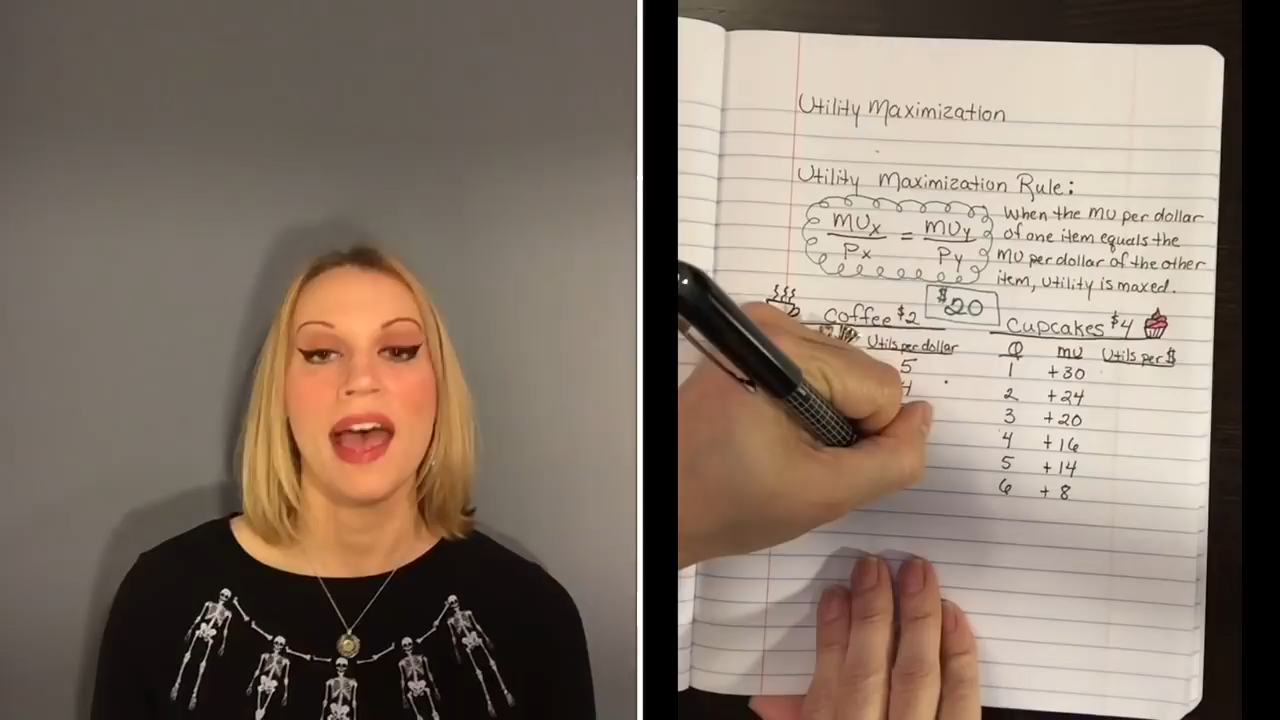 Utility Maximization
Utility Maximization Rule:
MUx = MUy
Px Py
When the MU per dollar
of one item equals the
MU per dollar of the other
item, Utility is maxed.
$20
Coffee $2
Utils per dollar
5
4
Cupcakes $4
Q MU Utils per $
1 +30
2 +24
3 +20
4 +16
5 +14
6 +8